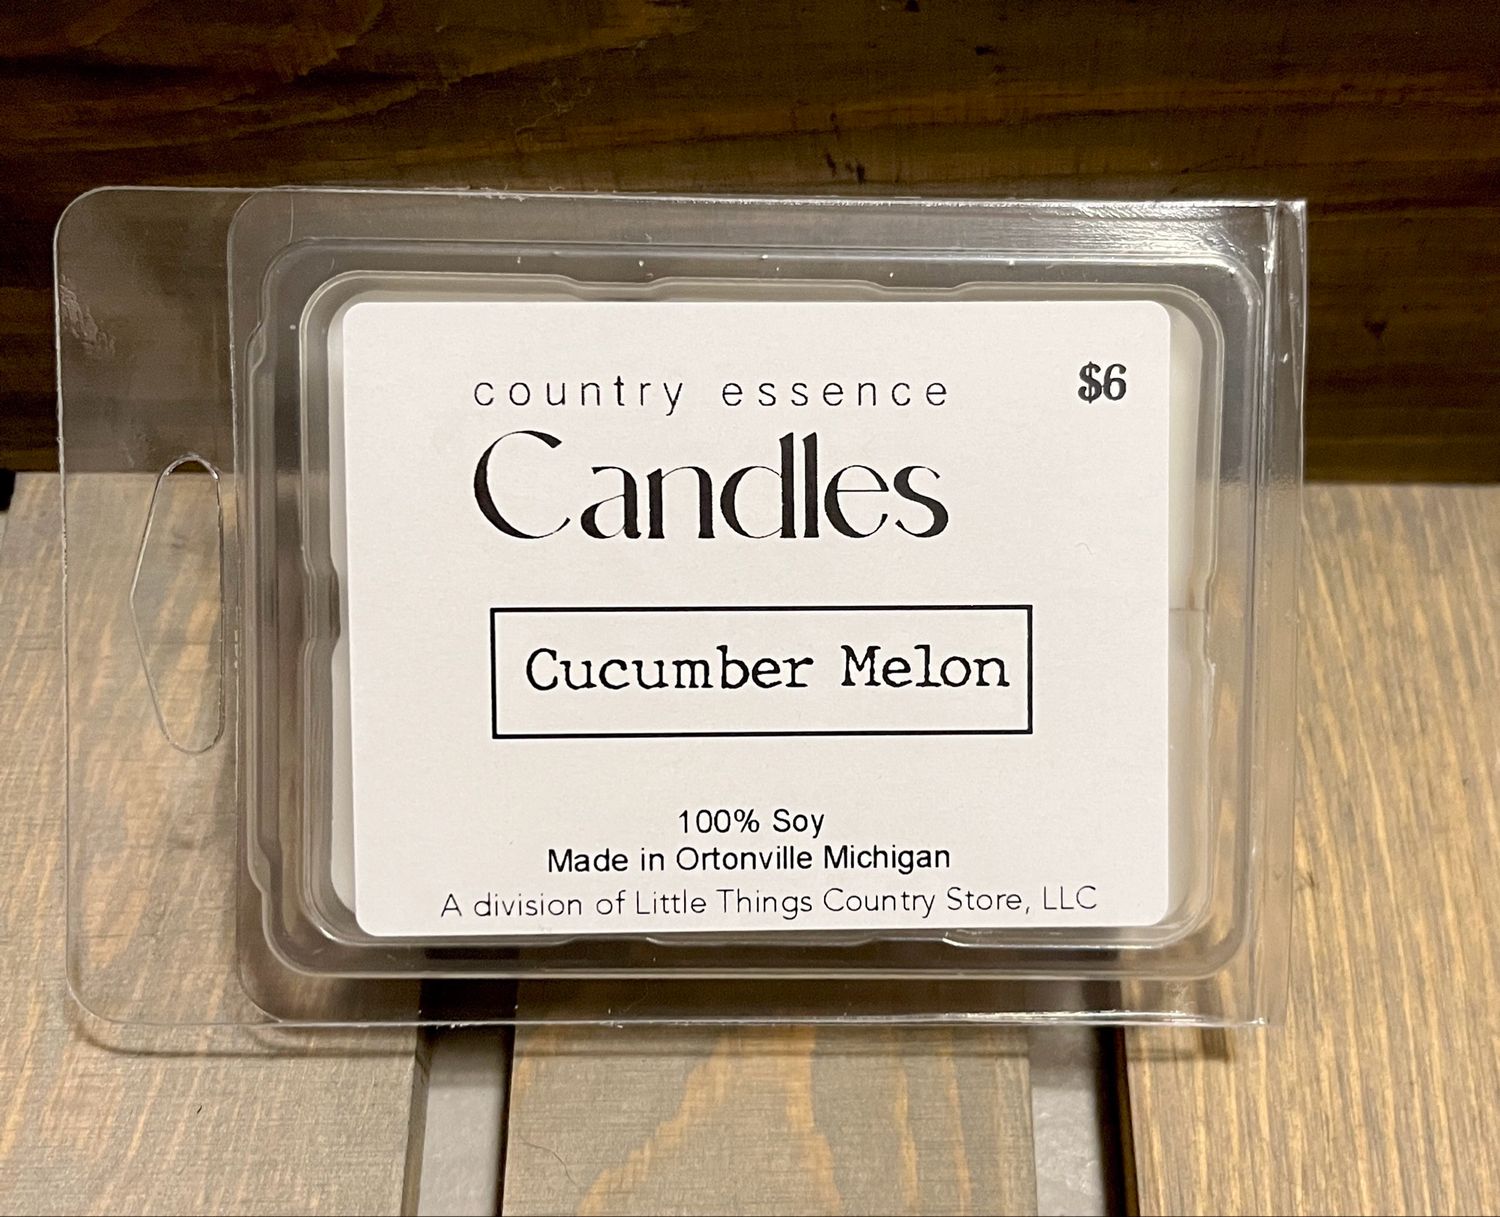 country essence
$6
Candles
Cucumber Melon
100% Soy
Made in Ortonville Michigan
A division of Little Things Country Store, LLC